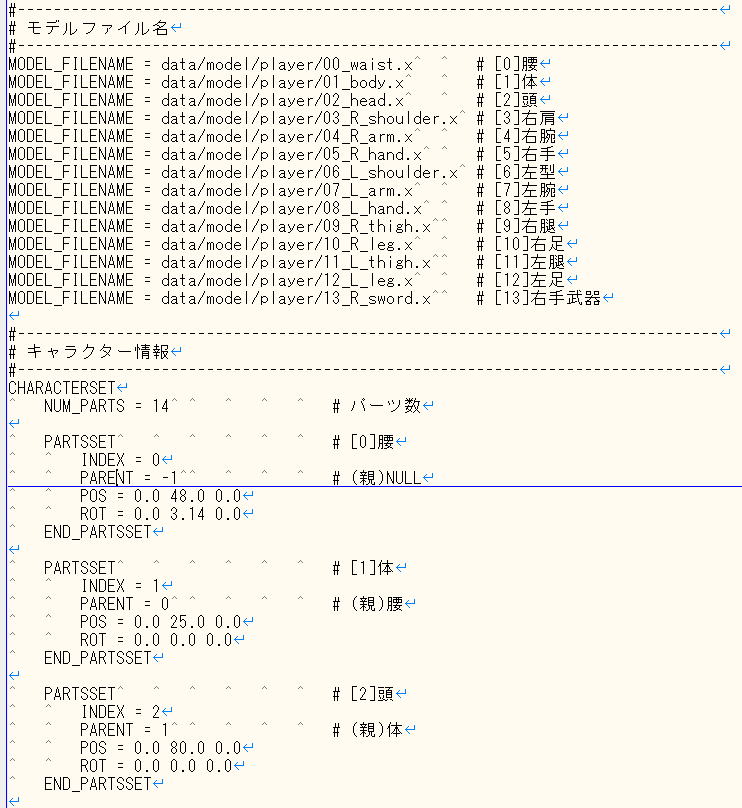 #------------------------------------------------------------------------------
# モデルファイル名
#------------------------------------------------------------------------------
MODEL_FILENAME = data/model/player/00_waist.x # [0]腰
MODEL_FILENAME = data/model/player/01_body.x # [1]体
MODEL_FILENAME = data/model/player/02_head.x # [2]頭
MODEL_FILENAME = data/model/player/03_R_shoulder.x # [3]右肩
MODEL_FILENAME = data/model/player/04_R_arm.x # [4]右腕
MODEL_FILENAME = data/model/player/05_R_hand.x # [5]右手
MODEL_FILENAME = data/model/player/06_L_shoulder.x # [6]左型
MODEL_FILENAME = data/model/player/07_L_arm.x # [7]左腕
MODEL_FILENAME = data/model/player/08_L_hand.x # [8]左手
MODEL_FILENAME = data/model/player/09_R_thigh.x # [9]右腿
MODEL_FILENAME = data/model/player/10_R_leg.x # [10]右足
MODEL_FILENAME = data/model/player/11_L_thigh.x # [11]左腿
MODEL_FILENAME = data/model/player/12_L_leg.x # [12]左足
MODEL_FILENAME = data/model/player/13_R_sword.x # [13]右手武器
#------------------------------------------------------------------------------
# キャラクター情報
#------------------------------------------------------------------------------
CHARACTERSET
NUM_PARTS = 14 # パーツ数
PARTSSET # [0]腰
INDEX = 0
PARENT = -1 # (親)NULL
POS = 0.0 48.0 0.0
ROT = 0.0 3.14 0.0
END_PARTSSET
PARTSSET # [1]体
INDEX = 1
PARENT = 0 # (親)腰
POS = 0.0 25.0 0.0
ROT = 0.0 0.0 0.0
END_PARTSSET
PARTSSET # [2]頭
INDEX = 2
PARENT = 1 # (親)体
POS = 0.0 80.0 0.0
ROT = 0.0 0.0 0.0
END_PARTSSET